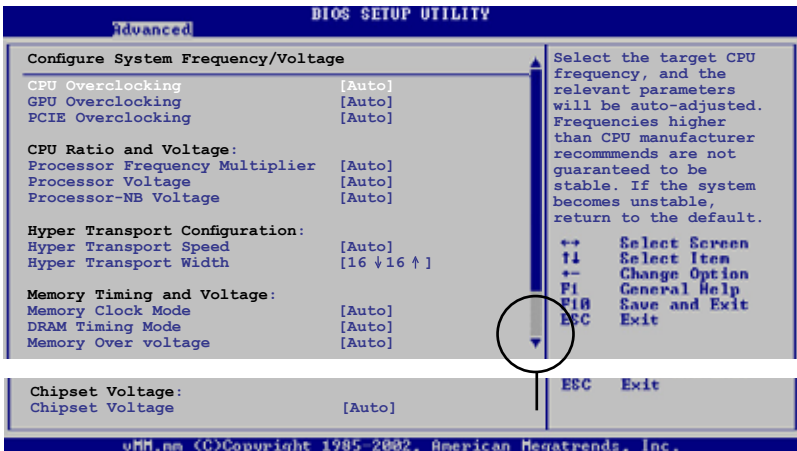 BIOS SETUP UTILITY
Advanced
Configure System Frequency/Voltage
CPU Overclocking [Auto]
GPU Overclocking [Auto]
PCIE Overclocking [Auto]
CPU Ratio and Voltage:
Processor Frequency Multiplier [Auto]
Processor Voltage [Auto]
Processor-NB Voltage [Auto]
Hyper Transport Configuration:
Hyper Transport Speed [Auto]
Hyper Transport Width [16 ↓16 ↑ ]
Memory Timing and Voltage:
Memory Clock Mode [Auto]
DRAM Timing Mode [Auto]
Memory Over voltage [Auto]
Chipset Voltage:
Chipset Voltage [Auto]
Select the target CPU
frequency, and the
relevant parameters
will be auto-adjusted.
Frequencies higher
than CPU manufacturer
recommmends are not
guaranteed to be
stable. If the system
becomes unstable,
return to the default.
←→ Select Screen
↑↓ Select Item
+- Change Option
F1 General Help
F10 Save and Exit
ESC Exit
ESC Exit
vMM.mm (C)Copyright 1985-2002, American Megatrends, Inc.